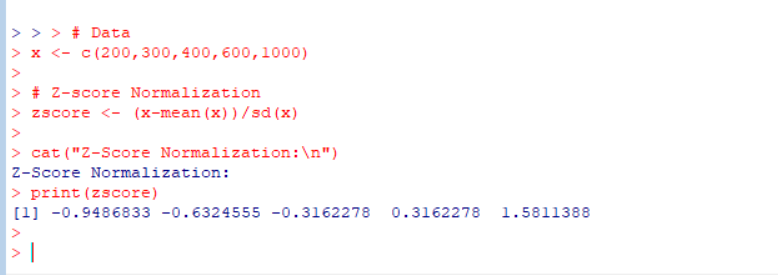 > > > # Data
> x <- c(200,300,400,600,1000)
>
> # Z-score Normalization
> zscore <- (x-mean(x))/sd(x)
>
> cat("Z-Score Normalization:\n")
Z-Score Normalization:
> print(zscore)
[1] -0.9486833 -0.6324555 -0.3162278  0.3162278  1.5811388
>
>